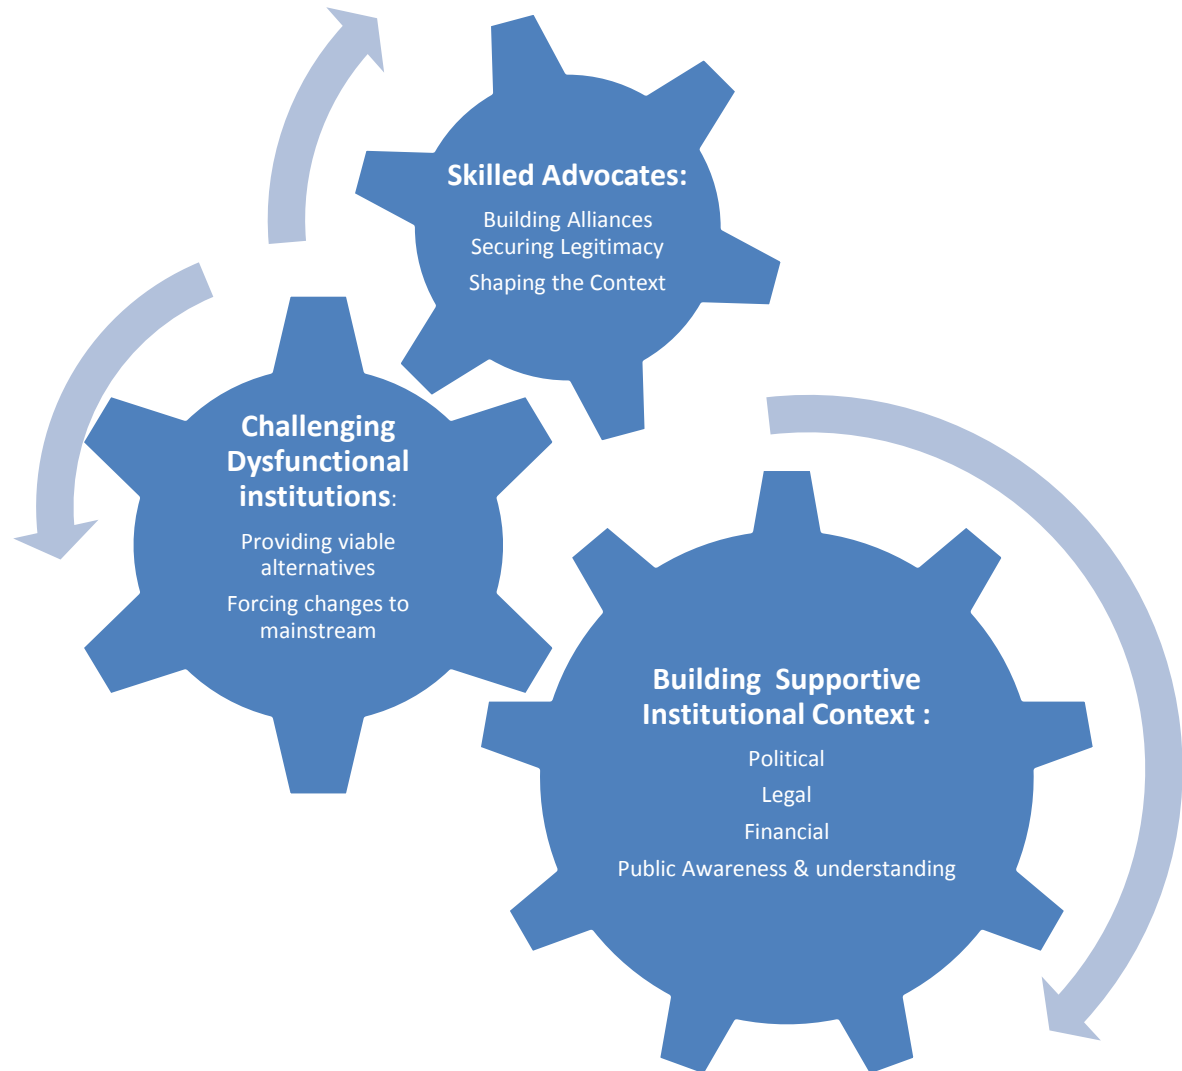 Skilled Advocates:
Building Alliances
Securing Legitimacy
Shaping the Context
Challenging
Dysfunctional
institutions:
Providing viable
alternatives
Forcing changes to
mainstream
Building  Supportive
Institutional Context :
Political
Legal
Financial
Public Awareness & understanding